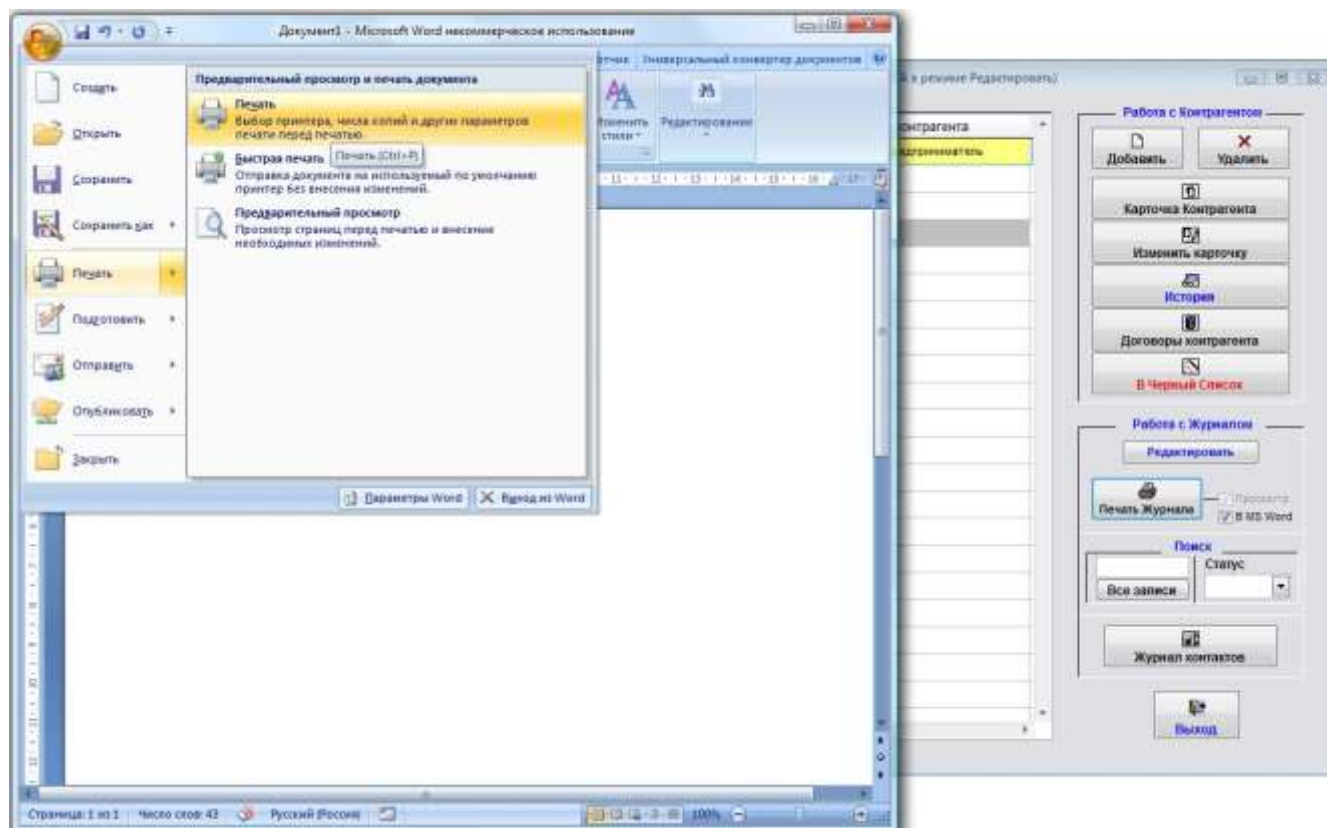 Документ1 - Microsoft Word некоммерческое использование
Универсальный конвертер документов
Создать
Открыть
Сохранить
Сохранить как
Печать
Подготовить
Отправить
Опубликовать
Закрыть
Предварительный просмотр и печать документа
Печать
Выбор принтера, числа копий и других параметров
печати перед печатью.
Быстрая печать
Печать (Ctrl+P)
Отправка документа на используемый по умолчанию
принтер без внесения изменений.
Предварительный просмотр
Просмотр страниц перед печатью и внесение
необходимых изменений.
Параметры Word
Выход из Word
Изменить
стили
Редактирование
Страница: 1 из 1
Число слов: 43
Русский (Россия)
100%
в режиме Редактировать)
контрагента
Работа с Контрагентом
Добавить
Удалить
Карточка Контрагента
Изменить карточку
История
Договоры контрагента
В Черный Список
Работа с Журналом
Редактировать
Печать Журнала
Просмотр
В MS Word
Поиск
Статус
Все записи
Журнал контактов
Выход